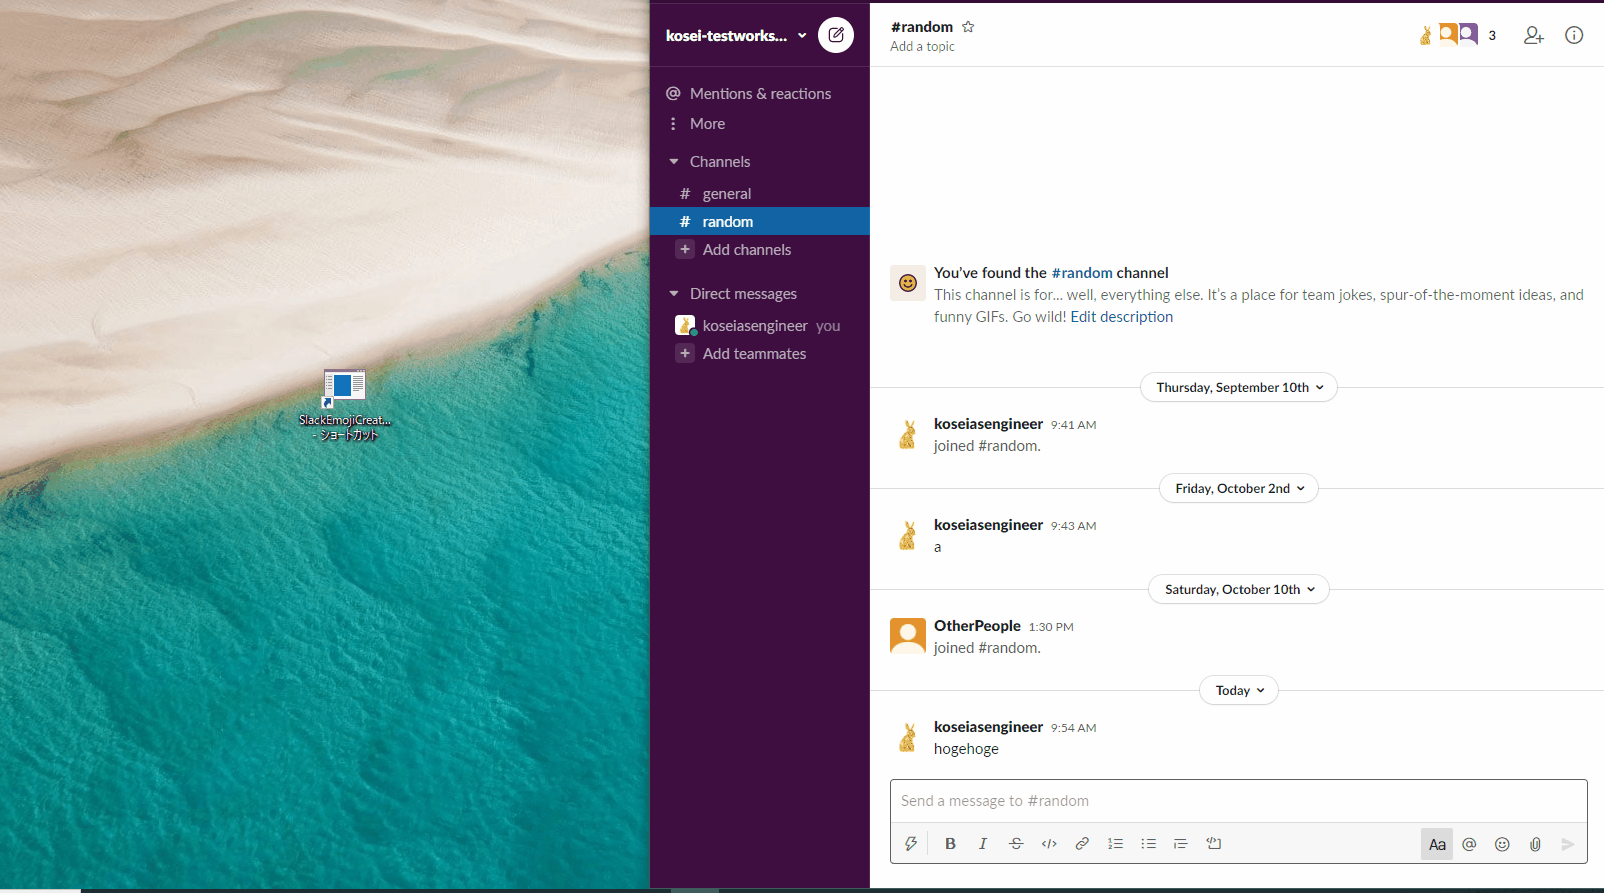 SlackEmojiCreat...
- ショートカット
kosei-testworks...
Mentions & reactions
More
Channels
# general
# random
+ Add channels
Direct messages
koseiasengineer you
+ Add teammates
#random
Add a topic
3
You’ve found the #random channel
This channel is for… well, everything else. It’s a place for team jokes, spur-of-the-moment ideas, and
funny GIFs. Go wild! Edit description
Thursday, September 10th
koseiasengineer 9:41 AM
joined #random.
Friday, October 2nd
koseiasengineer 9:43 AM
a
Saturday, October 10th
OtherPeople 1:30 PM
joined #random.
Today
koseiasengineer 9:54 AM
hogehoge
Send a message to #random
B I S </> Aa @